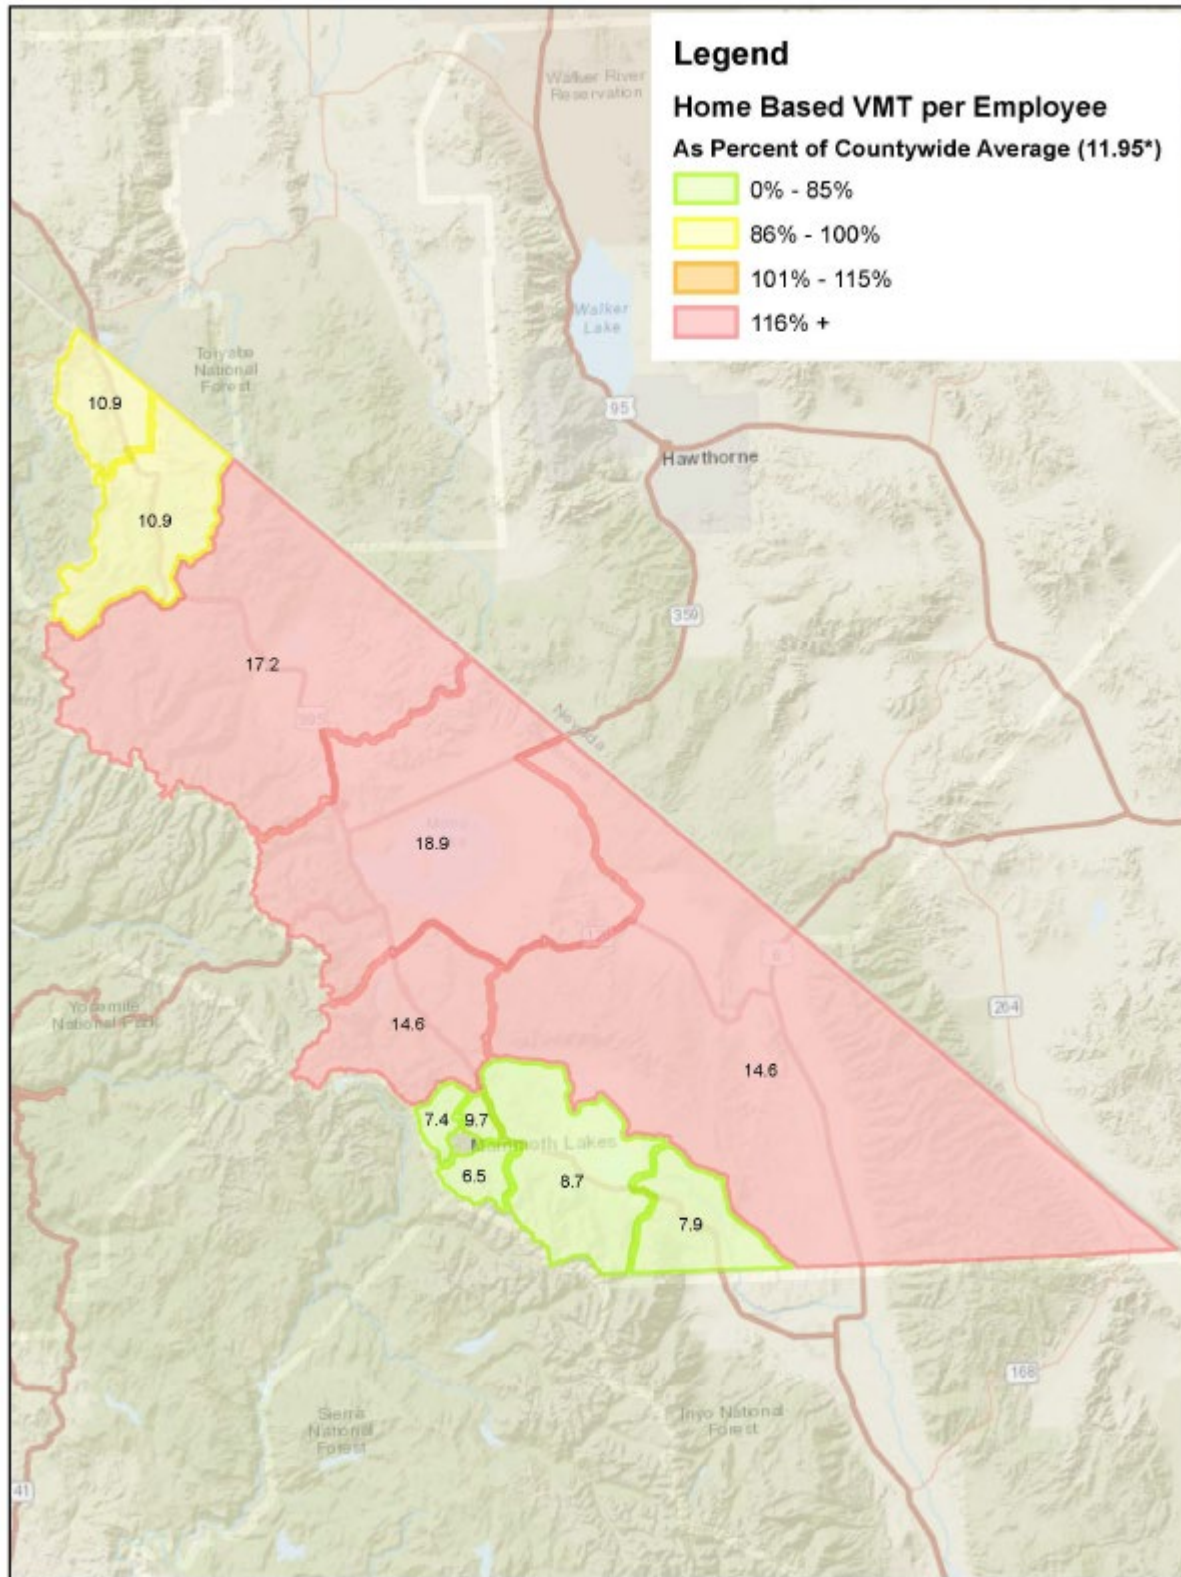 Legend
Home Based VMT per Employee
As Percent of Countywide Average (11.95*)
0% - 85%
86% - 100%
101% - 115%
116% +
Walker River
Reservation
Walker
Lake
Toiyabe
National
Forest
95
Hawthorne
10.9
10.9
359
17.2
Nevada
18.9
6
Yosemite
National Park
264
14.6
14.6
7.4
9.7
Mammoth Lakes
6.5
8.7
7.9
168
Sierra
National
Forest
Inyo National
Forest
41